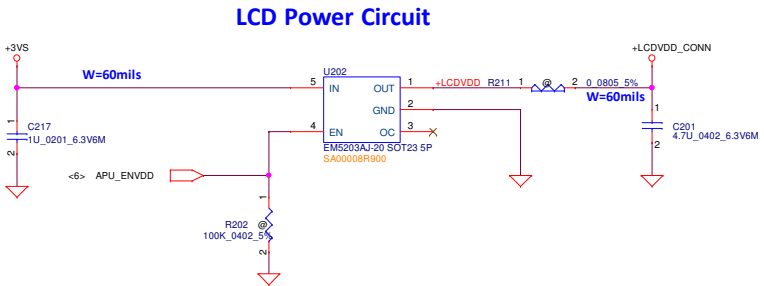 LCD Power Circuit
+3VS
+LCDVDD_CONN
U202
W=60mils
5 IN OUT 1 +LCDVDD R211 1 @ 2 0_0805_5%
W=60mils
GND 2
1 C217
1U_0201_6.3V6M
2
4 EN OC 3
1 C201
4.7U_0402_6.3V6M
2
EM5203AJ-20 SOT23 5P
SA00008R900
<6> APU_ENVDD
1
R202 @
100K_0402_5%
2